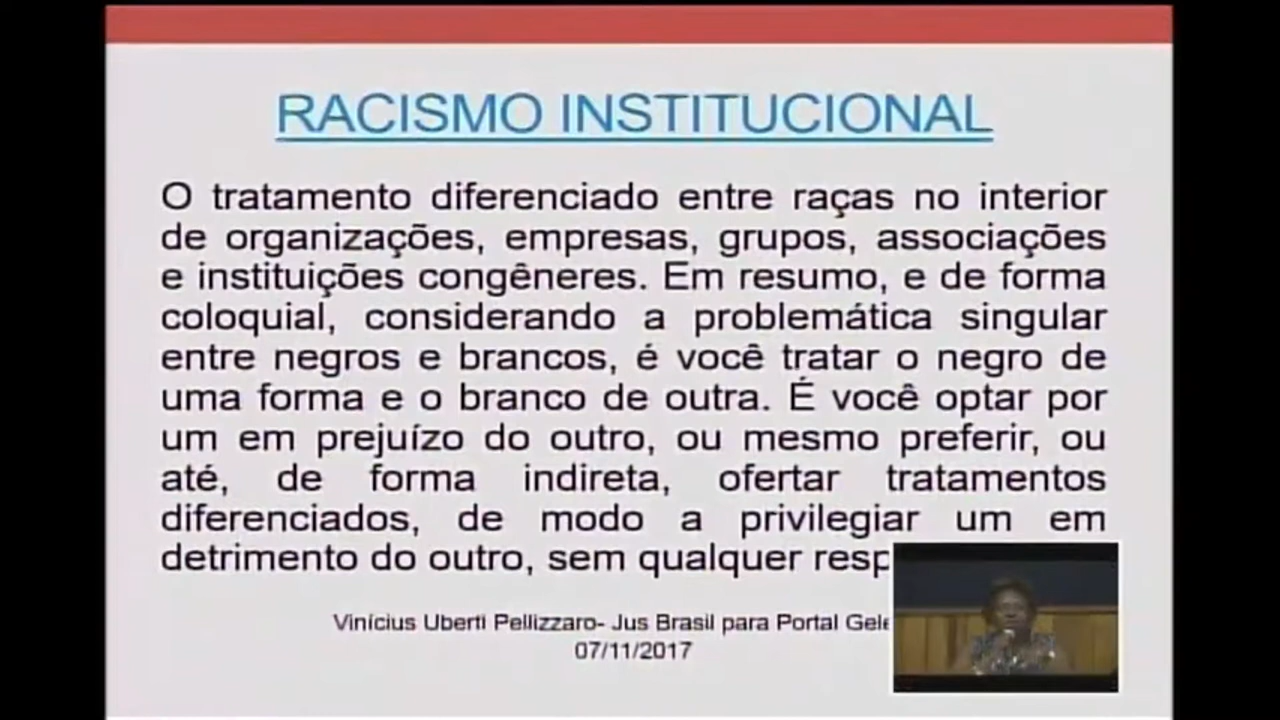 RACISMO INSTITUCIONAL
O tratamento diferenciado entre raças no interior
de organizações, empresas, grupos, associações
e instituições congêneres. Em resumo, e de forma
coloquial, considerando a problemática singular
entre negros e brancos, é você tratar o negro de
uma forma e o branco de outra. É você optar por
um em prejuízo do outro, ou mesmo preferir, ou
até, de forma indireta, ofertar tratamentos
diferenciados, de modo a privilegiar um em
detrimento do outro, sem qualquer
Vinícius Uberti Pellizzaro- Jus Brasil para Portal
07/11/2017